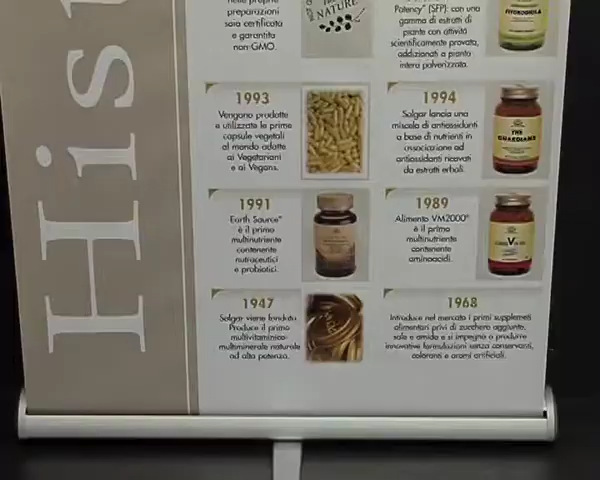 Hist
nelle proprie
preparazioni
sara certificata
e garantita
non-GMO.
NATURE
Potency" (SFP) con una
gamma di estratti di
piante con attività
scientificamente provata,
addizionati a pianta
intera polverizzata.
1993
Vengono prodotte
e utilizzate le prime
capsule vegetali
al mondo adatte
ai Vegetariani
e ai Vegans.
1994
Solgar lancia una
miscela di antiossidanti
a base di nutrienti in
associazione ad
antiossidanti ricavati
da estratti erbali.
THE
GUARDIANS
1991
Earth Source®
è il primo
multinutriente
contenente
nutraceutici
e probiotici.
1989
Alimento VM2000®
è il primo
multinutriente
contenente
aminoacidi.
1947
Solgar viene fondata.
Produce il primo
multivitaminico
multiminerale naturale
ad alta potenza.
1968
Introduce nel mercato i primi supplementi
alimentari privi di zucchero aggiunto,
sale e amido e si impegna a produrre
innovative formulazioni senza conservanti,
coloranti e aromi artificiali.